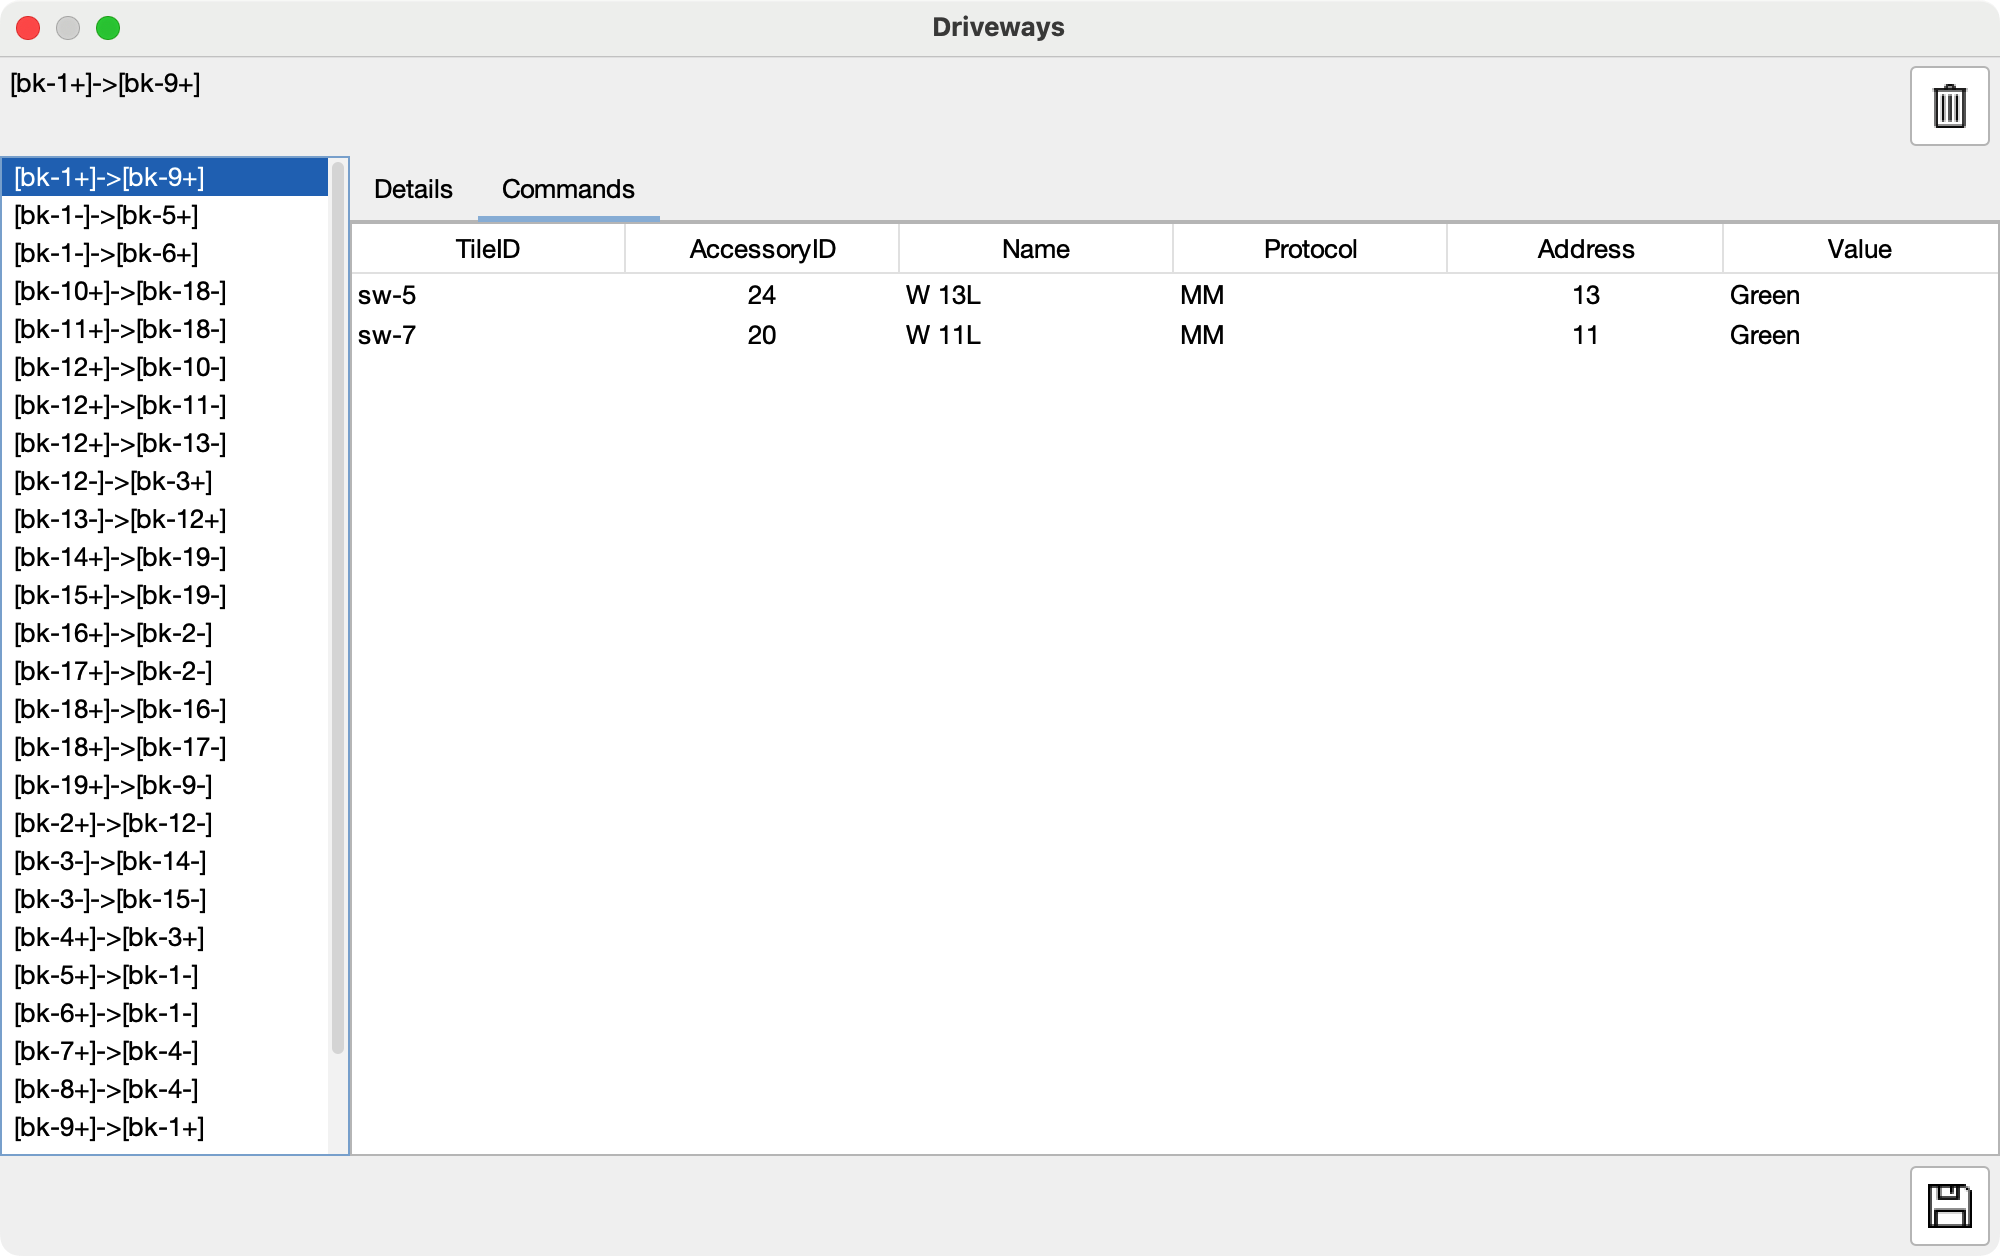 Driveways
[bk-1+]->[bk-9+]
[bk-1+]->[bk-9+]
[bk-1-]->[bk-5+]
[bk-1-]->[bk-6+]
[bk-10+]->[bk-18-]
[bk-11+]->[bk-18-]
[bk-12+]->[bk-10-]
[bk-12+]->[bk-11-]
[bk-12+]->[bk-13-]
[bk-12-]->[bk-3+]
[bk-13-]->[bk-12+]
[bk-14+]->[bk-19-]
[bk-15+]->[bk-19-]
[bk-16+]->[bk-2-]
[bk-17+]->[bk-2-]
[bk-18+]->[bk-16-]
[bk-18+]->[bk-17-]
[bk-19+]->[bk-9-]
[bk-2+]->[bk-12-]
[bk-3-]->[bk-14-]
[bk-3-]->[bk-15-]
[bk-4+]->[bk-3+]
[bk-5+]->[bk-1-]
[bk-6+]->[bk-1-]
[bk-7+]->[bk-4-]
[bk-8+]->[bk-4-]
[bk-9+]->[bk-1+]
Details Commands
TileID AccessoryID Name Protocol Address Value
sw-5 24 W 13L MM 13 Green
sw-7 20 W 11L MM 11 Green